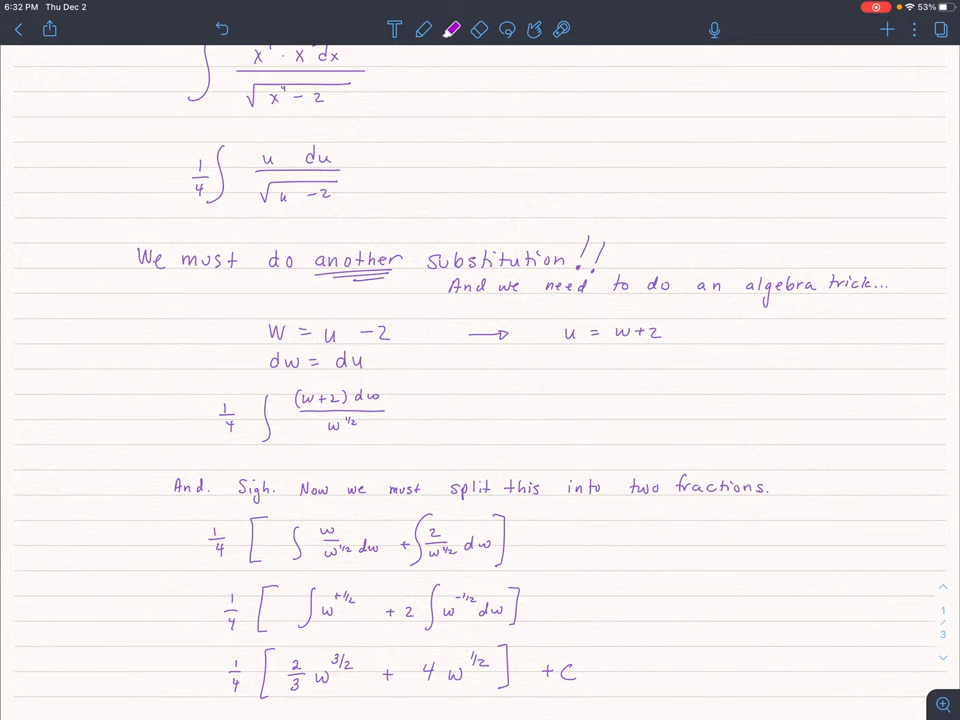 6:32 PM Thu Dec 2
53%
∫ x⁴ · x³ dx / √(x⁴ − 2)
1/4 ∫ u du / √(u − 2)
We must do another substitution!!
And we need to do an algebra trick...
W = u − 2 → u = w+2
dw = du
1/4 ∫ (w+2) dw / w^1/2
And. Sigh. Now we must split this into two fractions.
1/4 [ ∫ w/w^1/2 dw + ∫ 2/w^1/2 dw ]
1/4 [ ∫ w^+1/2 + 2 ∫ w^-1/2 dw ]
1/4 [ 2/3 w^3/2 + 4 w^1/2 ] + C
1
/
3